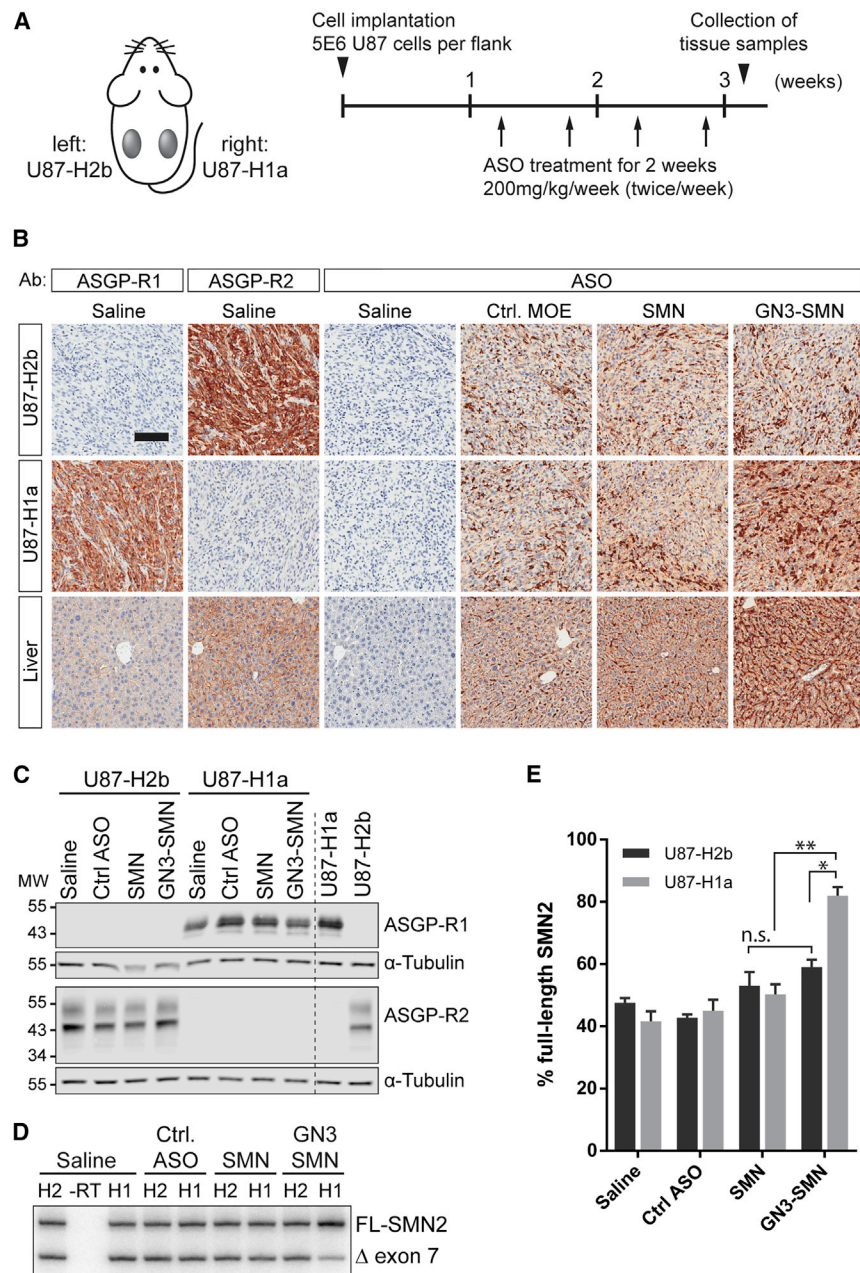 A
Cell implantation
5E6 U87 cells per flank
Collection of
tissue samples
1
2
3
(weeks)
left:
U87-H2b
right:
U87-H1a
ASO treatment for 2 weeks
200mg/kg/week (twice/week)
B
Ab: ASGP-R1 ASGP-R2 ASO
Saline Saline Saline Ctrl. MOE SMN GN3-SMN
U87-H2b
U87-H1a
Liver
C
U87-H2b U87-H1a
MW Saline Ctrl ASO SMN GN3-SMN Saline Ctrl ASO SMN GN3-SMN U87-H1a U87-H2b
55
43
ASGP-R1
55
α-Tubulin
55
43
34
ASGP-R2
55
α-Tubulin
D
Saline Ctrl. ASO SMN GN3 SMN
H2 -RT H1 H2 H1 H2 H1 H2 H1
FL-SMN2
Δ exon 7
E
% full-length SMN2
100
80
60
40
20
0
U87-H2b
U87-H1a
**
*
n.s.
Saline Ctrl ASO SMN GN3-SMN